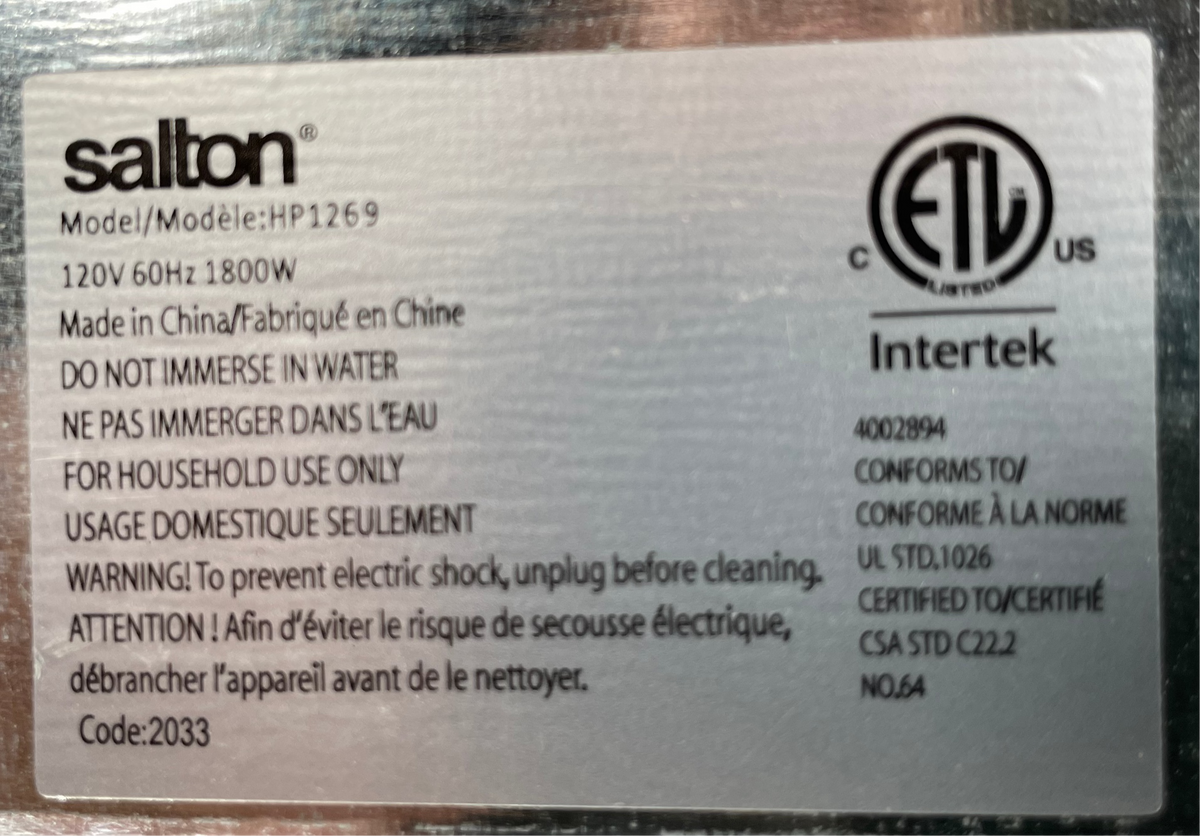 salton®
Model/Modèle:HP1269
120V 60Hz 1800W
Made in China/Fabriqué en Chine
DO NOT IMMERSE IN WATER
NE PAS IMMERGER DANS L'EAU
FOR HOUSEHOLD USE ONLY
USAGE DOMESTIQUE SEULEMENT
WARNING! To prevent electric shock, unplug before cleaning.
ATTENTION ! Afin d'éviter le risque de secousse électrique,
débrancher l'appareil avant de le nettoyer.
Code:2033
ETL
C US
LISTED
Intertek
4002894
CONFORMS TO/
CONFORME À LA NORME
UL STD.1026
CERTIFIED TO/CERTIFIÉ
CSA STD C22.2
NO.64